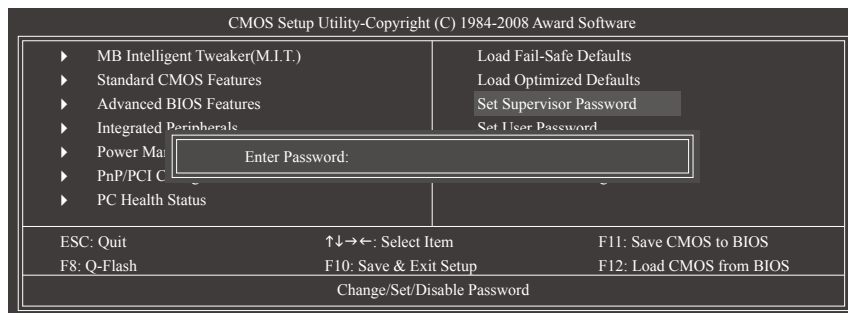 CMOS Setup Utility-Copyright (C) 1984-2008 Award Software
MB Intelligent Tweaker(M.I.T.)
Standard CMOS Features
Advanced BIOS Features
Integrated Peripherals
Power
PnP/PCI
PC Health Status
Load Fail-Safe Defaults
Load Optimized Defaults
Set Supervisor Password
Set User Password
Enter Password:
ESC: Quit
↑↓→←: Select Item
F11: Save CMOS to BIOS
F8: Q-Flash
F10: Save & Exit Setup
F12: Load CMOS from BIOS
Change/Set/Disable Password